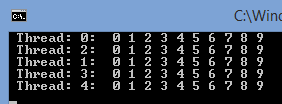 C:\Wind
Thread: 0:  0 1 2 3 4 5 6 7 8 9
Thread: 2:  0 1 2 3 4 5 6 7 8 9
Thread: 1:  0 1 2 3 4 5 6 7 8 9
Thread: 3:  0 1 2 3 4 5 6 7 8 9
Thread: 4:  0 1 2 3 4 5 6 7 8 9